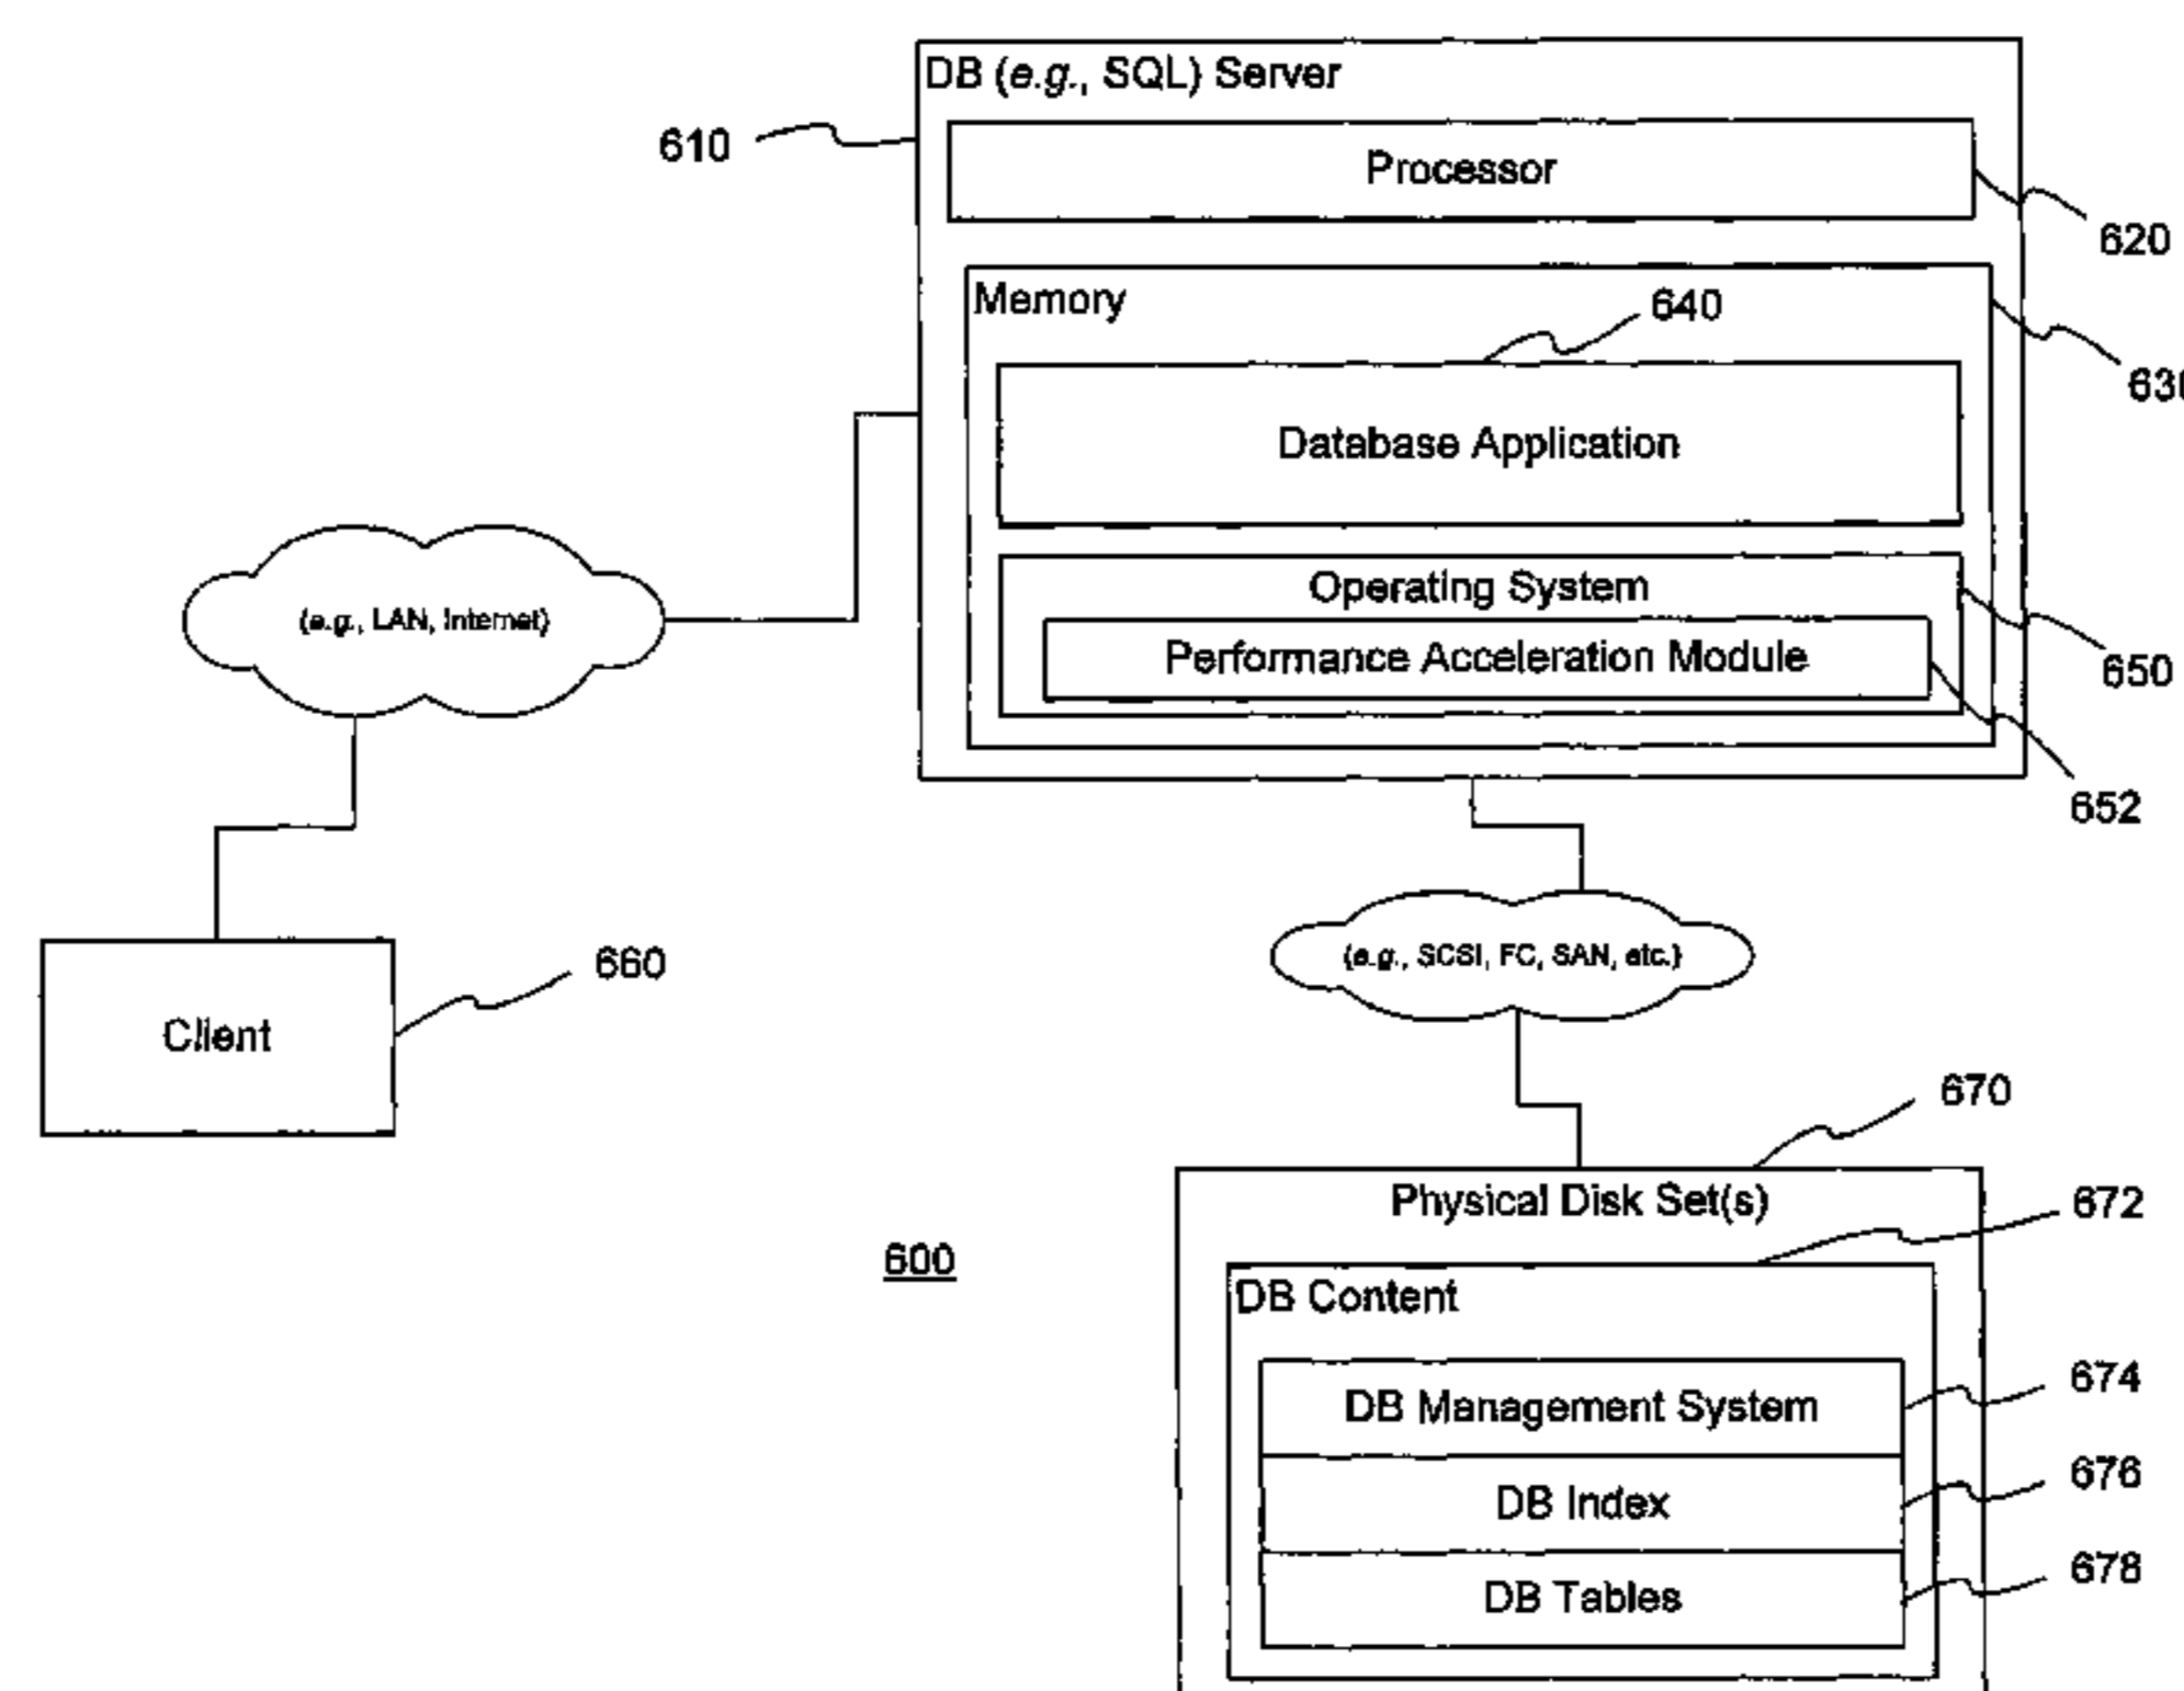 DB (e.g., SQL) Server
610
Processor
620
Memory
640
630
Database Application
(e.g., LAN, Internet)
Operating System
Performance Acceleration Module
650
652
(e.g., SCSI, FC, SAN, etc.)
660
Client
670
Physical Disk Set(s)
672
600
DB Content
674
DB Management System
676
DB Index
678
DB Tables